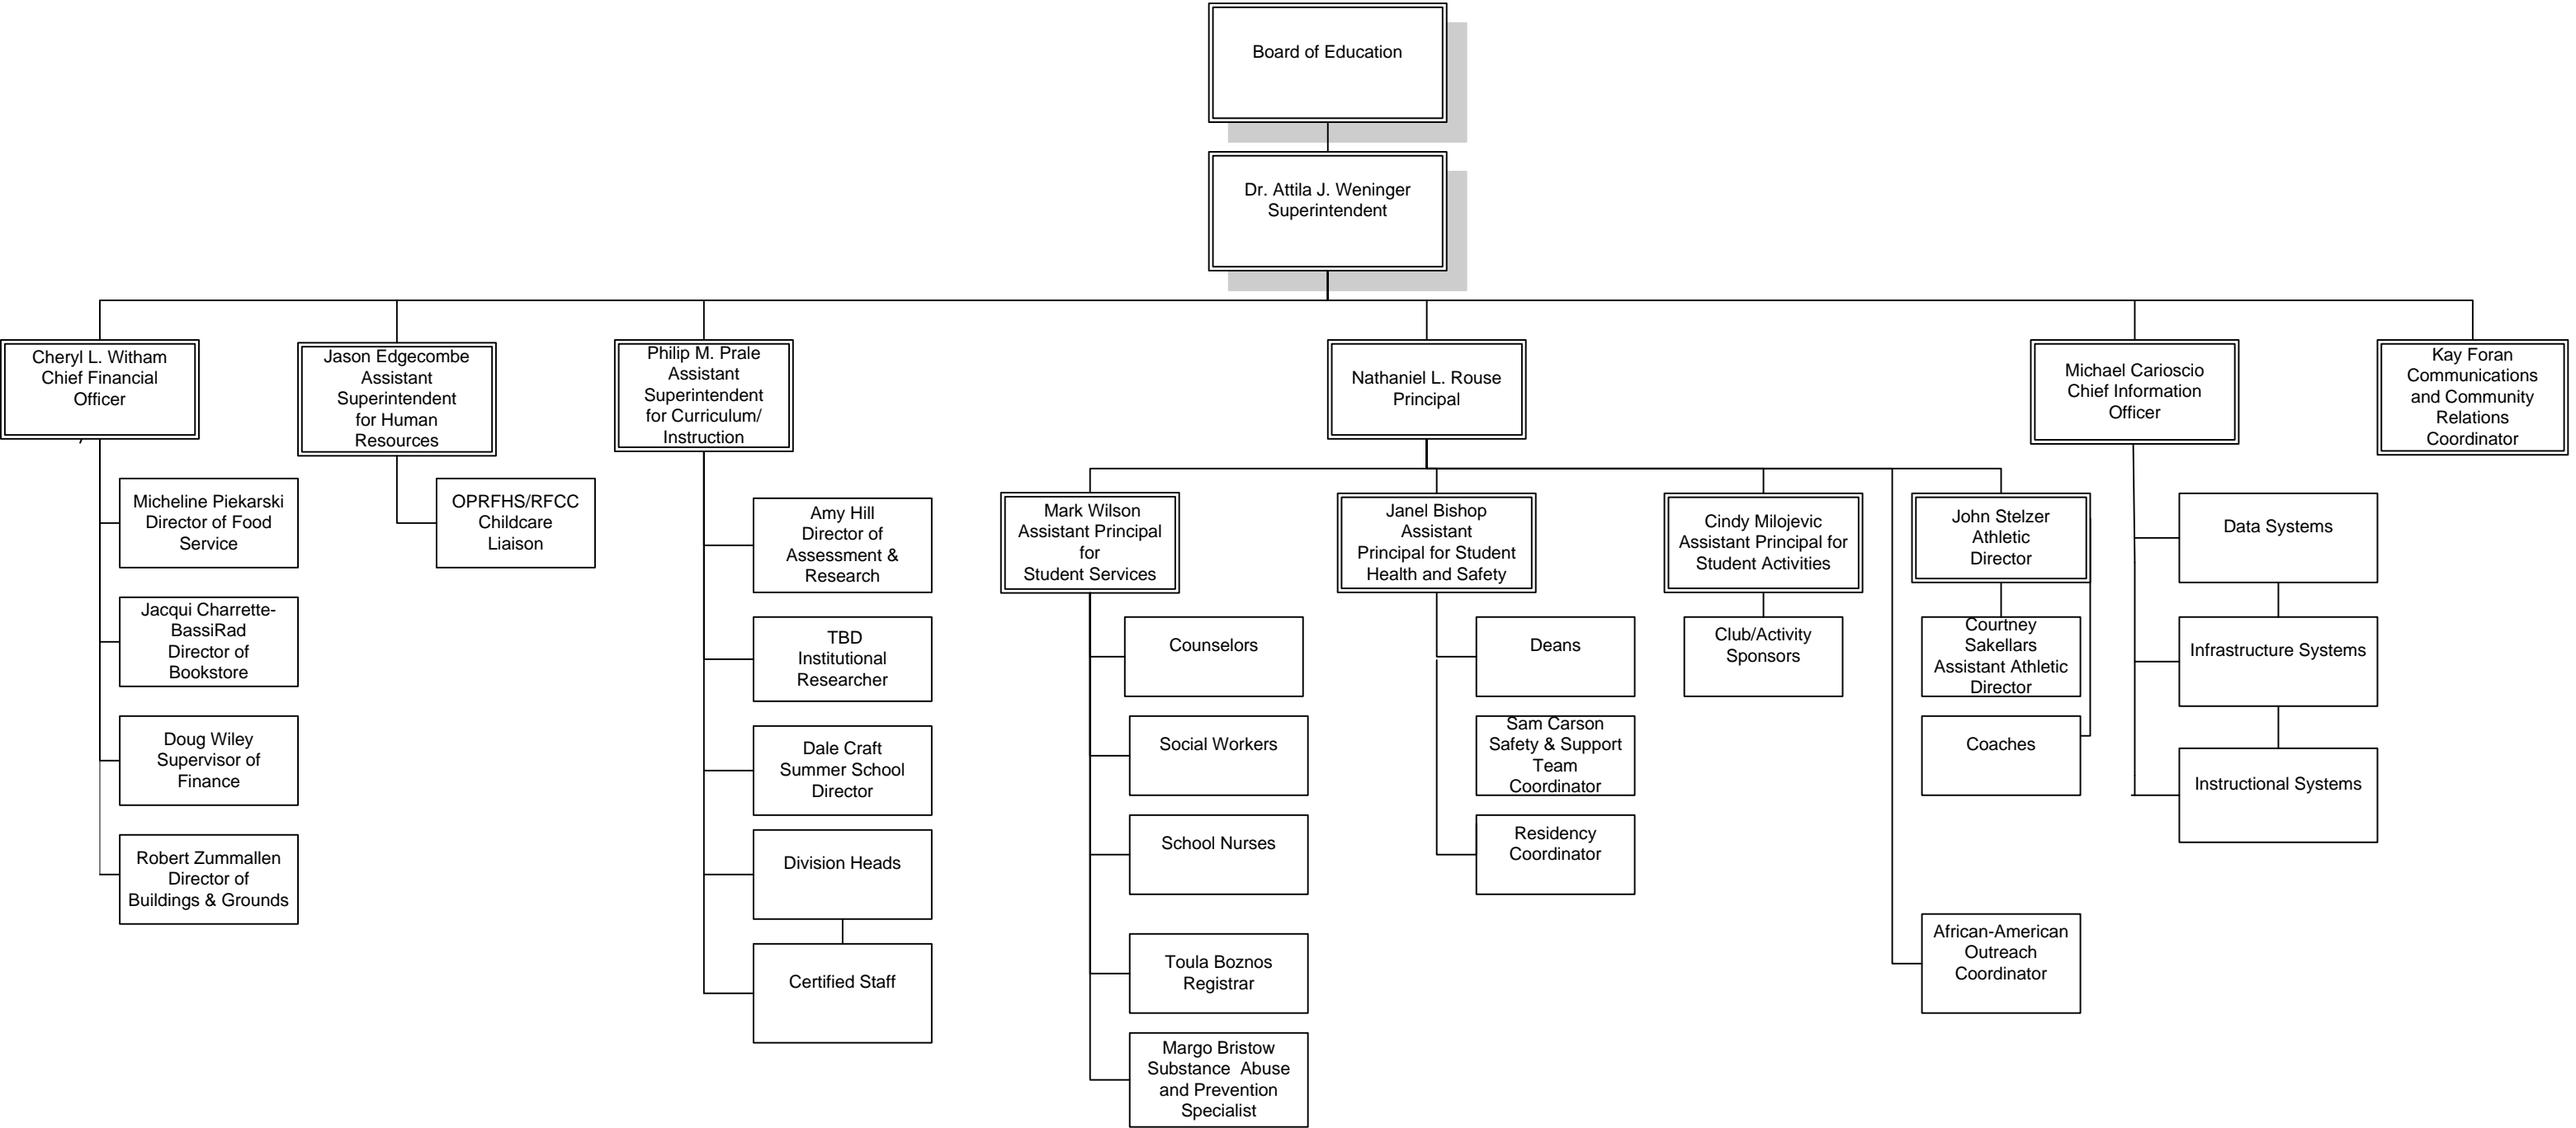 Board of Education
Dr. Attila J. Weninger
Superintendent
Cheryl L. Witham
Chief Financial
Officer
Jason Edgecombe
Assistant
Superintendent
for Human
Resources
Philip M. Prale
Assistant
Superintendent
for Curriculum/
Instruction
Nathaniel L. Rouse
Principal
Michael Carioscio
Chief Information
Officer
Kay Foran
Communications
and Community
Relations
Coordinator
Micheline Piekarski
Director of Food
Service
Jacqui Charrette-
BassiRad
Director of
Bookstore
Doug Wiley
Supervisor of
Finance
Robert Zummallen
Director of
Buildings & Grounds
OPRFHS/RFCC
Childcare
Liaison
Amy Hill
Director of
Assessment &
Research
TBD
Institutional
Researcher
Dale Craft
Summer School
Director
Division Heads
Certified Staff
Mark Wilson
Assistant Principal
for
Student Services
Counselors
Social Workers
School Nurses
Toula Boznos
Registrar
Margo Bristow
Substance  Abuse
and Prevention
Specialist
Janel Bishop
Assistant
Principal for Student
Health and Safety
Deans
Sam Carson
Safety & Support
Team
Coordinator
Residency
Coordinator
Cindy Milojevic
Assistant Principal for
Student Activities
Club/Activity
Sponsors
John Stelzer
Athletic
Director
Courtney
Sakellars
Assistant Athletic
Director
Coaches
African-American
Outreach
Coordinator
Data Systems
Infrastructure Systems
Instructional Systems